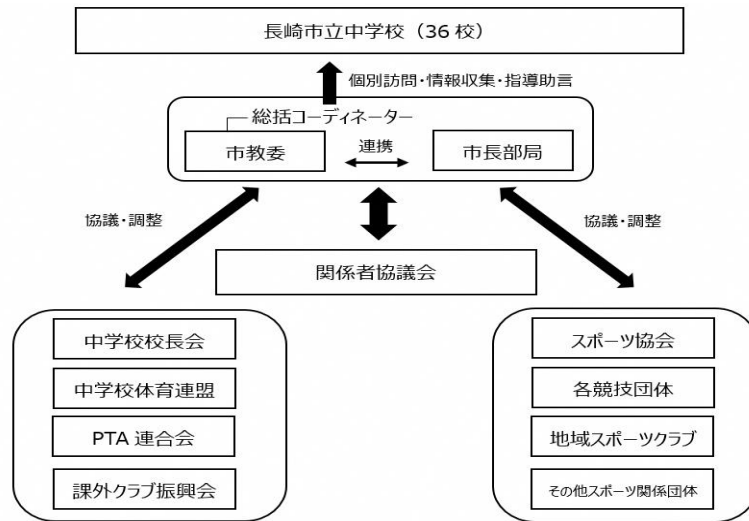 長崎市立中学校（36 校）
個別訪問・情報収集・指導助言
総括コーディネーター
市教委
連携
市長部局
協議・調整
協議・調整
関係者協議会
中学校校長会
中学校体育連盟
PTA 連合会
課外クラブ振興会
スポーツ協会
各競技団体
地域スポーツクラブ
その他スポーツ関係団体